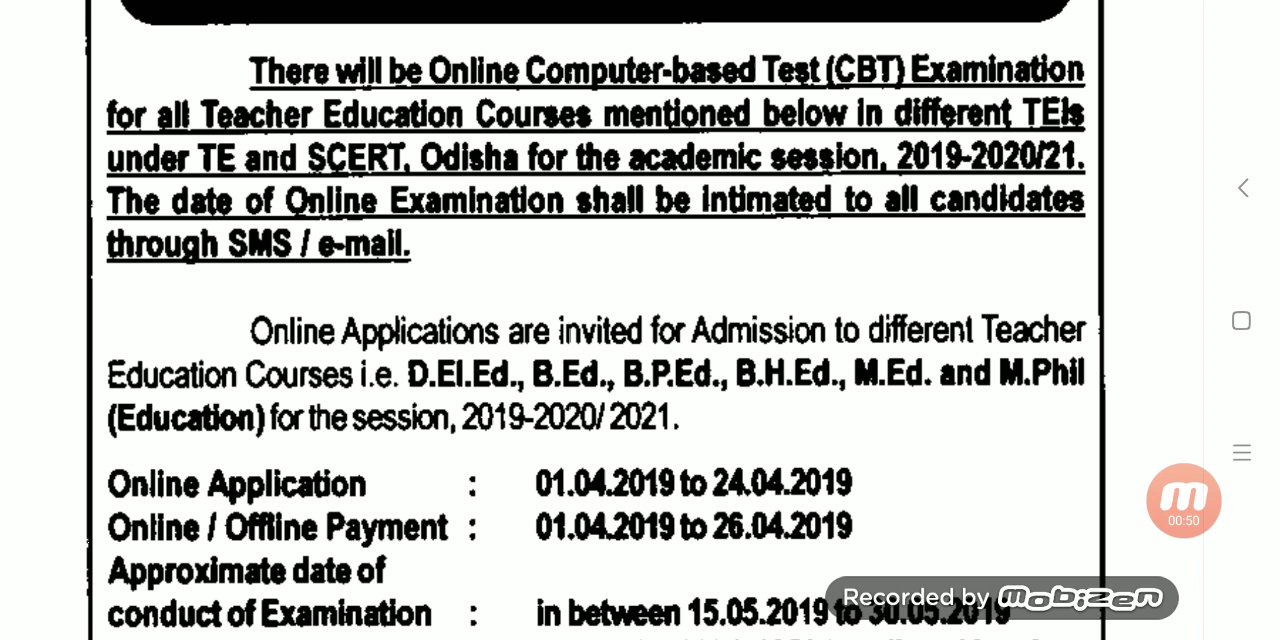 There will be Online Computer-based Test (CBT) Examination
for all Teacher Education Courses mentioned below in different TEIs
under TE and SCERT, Odisha for the academic session, 2019-2020/21.
The date of Online Examination shall be intimated to all candidates
through SMS / e-mail.
Online Applications are invited for Admission to different Teacher
Education Courses i.e. D.El.Ed., B.Ed., B.P.Ed., B.H.Ed., M.Ed. and M.Phil
(Education) for the session, 2019-2020/ 2021.
Online Application : 01.04.2019 to 24.04.2019
Online / Offline Payment : 01.04.2019 to 26.04.2019
Approximate date of
conduct of Examination : in between 15.05.2019 to 30.05.2019
00:50
Recorded by mobizen